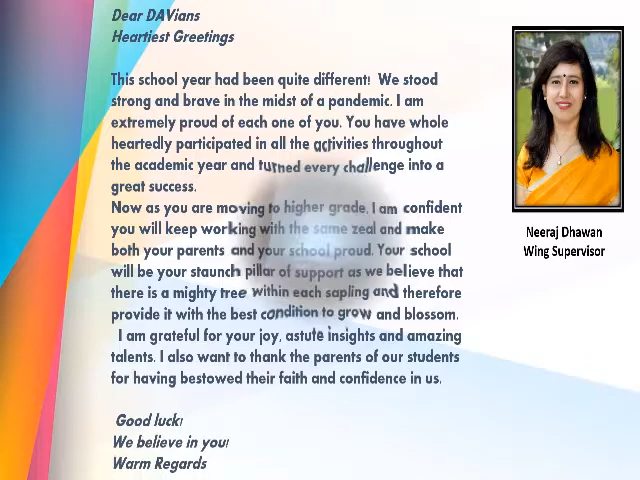 Dear DAVians
Heartiest Greetings
This school year had been quite different! We stood
strong and brave in the midst of a pandemic. I am
extremely proud of each one of you. You have whole
heartedly participated in all the activities throughout
the academic year and turned every challenge into a
great success.
Now as you are moving to higher grade, I am confident
you will keep working with the same zeal and make
both your parents and your school proud. Your school
will be your staunch pillar of support as we believe that
there is a mighty tree within each sapling and therefore
provide it with the best condition to grow and blossom.
I am grateful for your joy, astute insights and amazing
talents. I also want to thank the parents of our students
for having bestowed their faith and confidence in us.
Good luck!
We believe in you!
Warm Regards
Neeraj Dhawan
Wing Supervisor